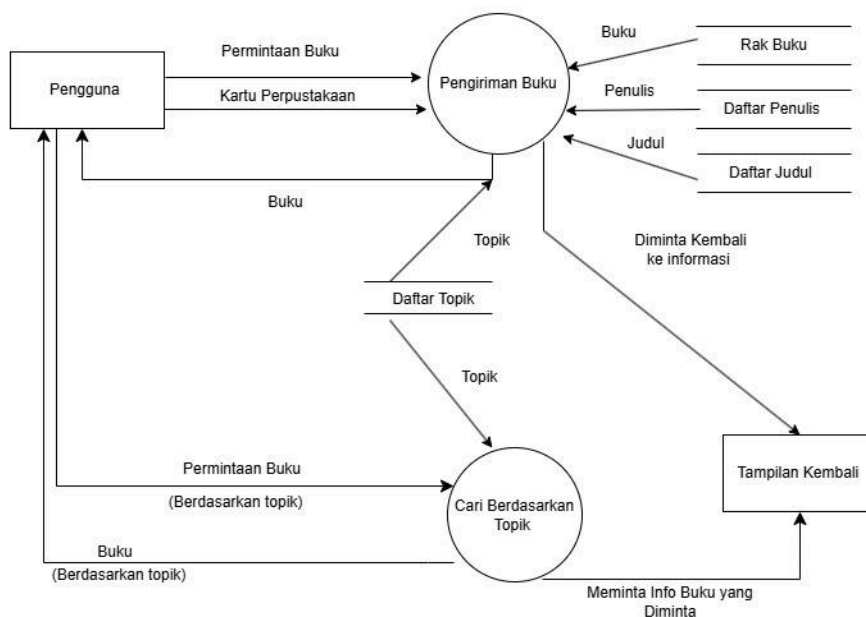 Permintaan Buku
Kartu Perpustakaan
Pengguna
Pengiriman Buku
Buku
Rak Buku
Penulis
Daftar Penulis
Judul
Daftar Judul
Buku
Topik
Diminta Kembali
ke informasi
Daftar Topik
Topik
Permintaan Buku
(Berdasarkan topik)
Cari Berdasarkan
Topik
Tampilan Kembali
Buku
(Berdasarkan topik)
Meminta Info Buku yang
Diminta